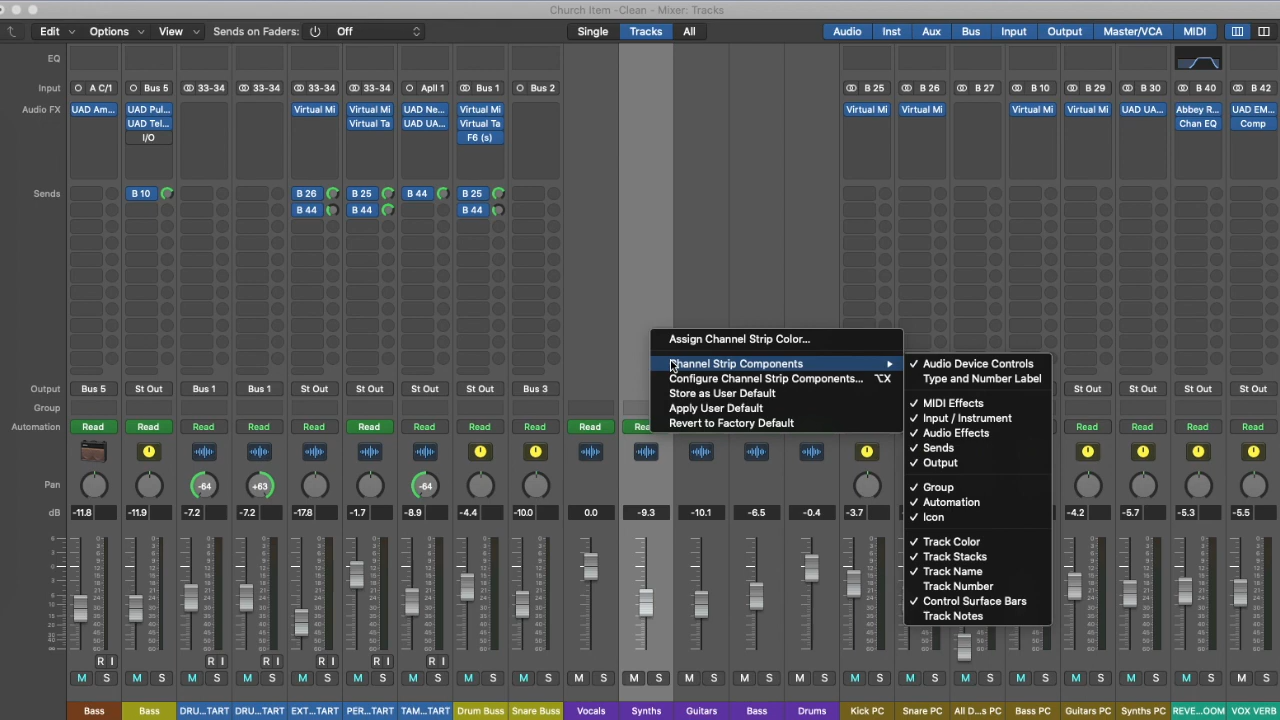 Church Item -Clean - Mixer: Tracks
Edit Options View Sends on Faders: Off Single Tracks All Audio Inst Aux Bus Input Output Master/VCA MIDI
EQ
Input A C/1 Bus 5 33-34 33-34 33-34 33-34 Apll 1 Bus 1 Bus 2 B 25 B 26 B 27 B 10 B 29 B 30 B 40 B 42
Audio FX UAD Am... UAD Pul... Virtual Mi Virtual Mi UAD Ne... Virtual Mi Virtual Mi Virtual Mi Virtual Mi Virtual Mi UAD UA... Abbey R... UAD EM...
UAD Tel... Virtual Ta UAD UA... Virtual Ta Chan EQ Comp
I/O F6 (s)
Sends B 10 B 26 B 25 B 44 B 25
B 44 B 44 B 44
Assign Channel Strip Color...
Channel Strip Components
Configure Channel Strip Components... ⌥X
Store as User Default
Apply User Default
Revert to Factory Default
Audio Device Controls
Type and Number Label
MIDI Effects
Input / Instrument
Audio Effects
Sends
Output
Group
Automation
Icon
Track Color
Track Stacks
Track Name
Track Number
Control Surface Bars
Track Notes
Output Bus 5 St Out Bus 1 Bus 1 St Out St Out St Out St Out Bus 3 St Out St Out St Out St Out
Group
Automation Read Read Read Read Read Read Read Read Read Read Read Read Read Read Read
Pan -64 +63 -64
dB -11.8 -11.9 -7.2 -7.2 -17.8 -1.7 -8.9 -4.4 -10.0 0.0 -9.3 -10.1 -6.5 -0.4 -3.7 -4.2 -5.7 -5.3 -5.5
R I R I R I R I R I R I
M S M S M S M S M S M S M S M S M S M S M S M S M S M S M S M S M S M S M S M S M S M S
Bass Bass DRU...TART DRU...TART EXT...TART PER...TART TAM...TART Drum Buss Snare Buss Vocals Synths Guitars Bass Drums Kick PC Snare PC All D...s PC Bass PC Guitars PC Synths PC REVE...OOM VOX VERB